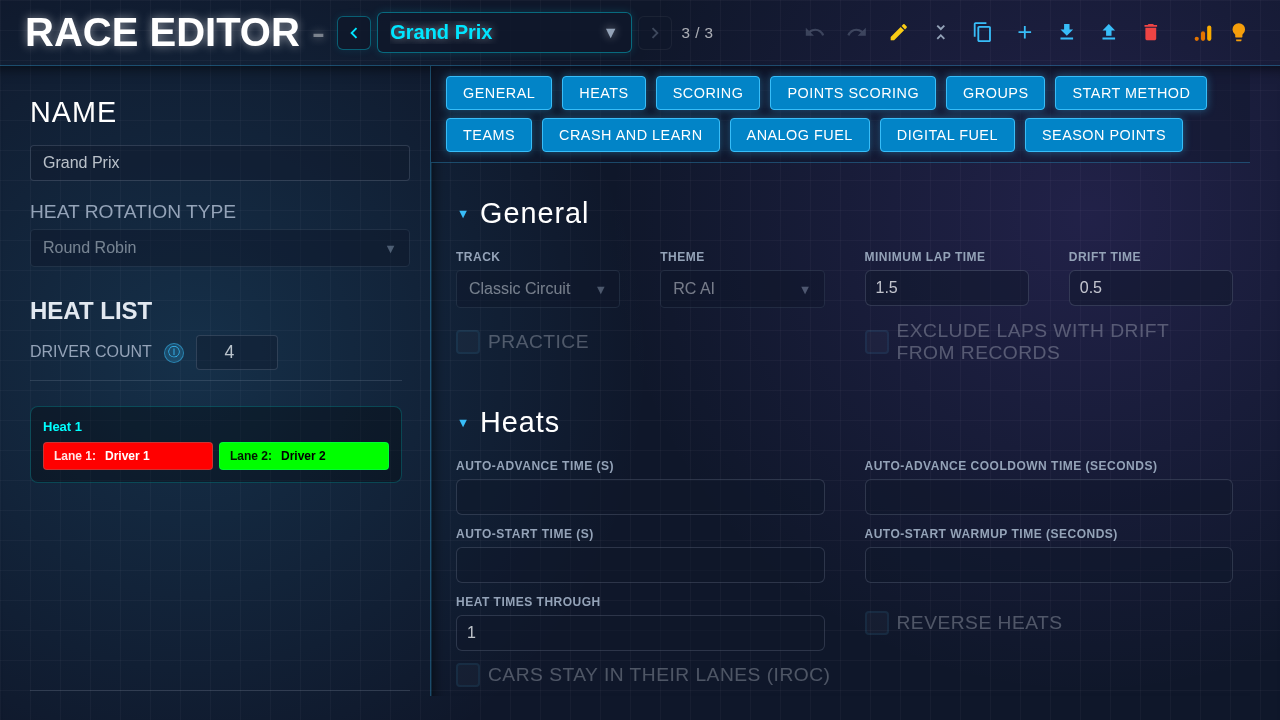 RACE EDITOR -
Grand Prix
3 / 3
NAME
Grand Prix
HEAT ROTATION TYPE
Round Robin
HEAT LIST
DRIVER COUNT 4
Heat 1
Lane 1: Driver 1
Lane 2: Driver 2
GENERAL HEATS SCORING POINTS SCORING GROUPS START METHOD
TEAMS CRASH AND LEARN ANALOG FUEL DIGITAL FUEL SEASON POINTS
General
TRACK THEME MINIMUM LAP TIME DRIFT TIME
Classic Circuit RC AI 1.5 0.5
PRACTICE
EXCLUDE LAPS WITH DRIFT
FROM RECORDS
Heats
AUTO-ADVANCE TIME (S) AUTO-ADVANCE COOLDOWN TIME (SECONDS)
AUTO-START TIME (S) AUTO-START WARMUP TIME (SECONDS)
HEAT TIMES THROUGH
1
REVERSE HEATS
CARS STAY IN THEIR LANES (IROC)